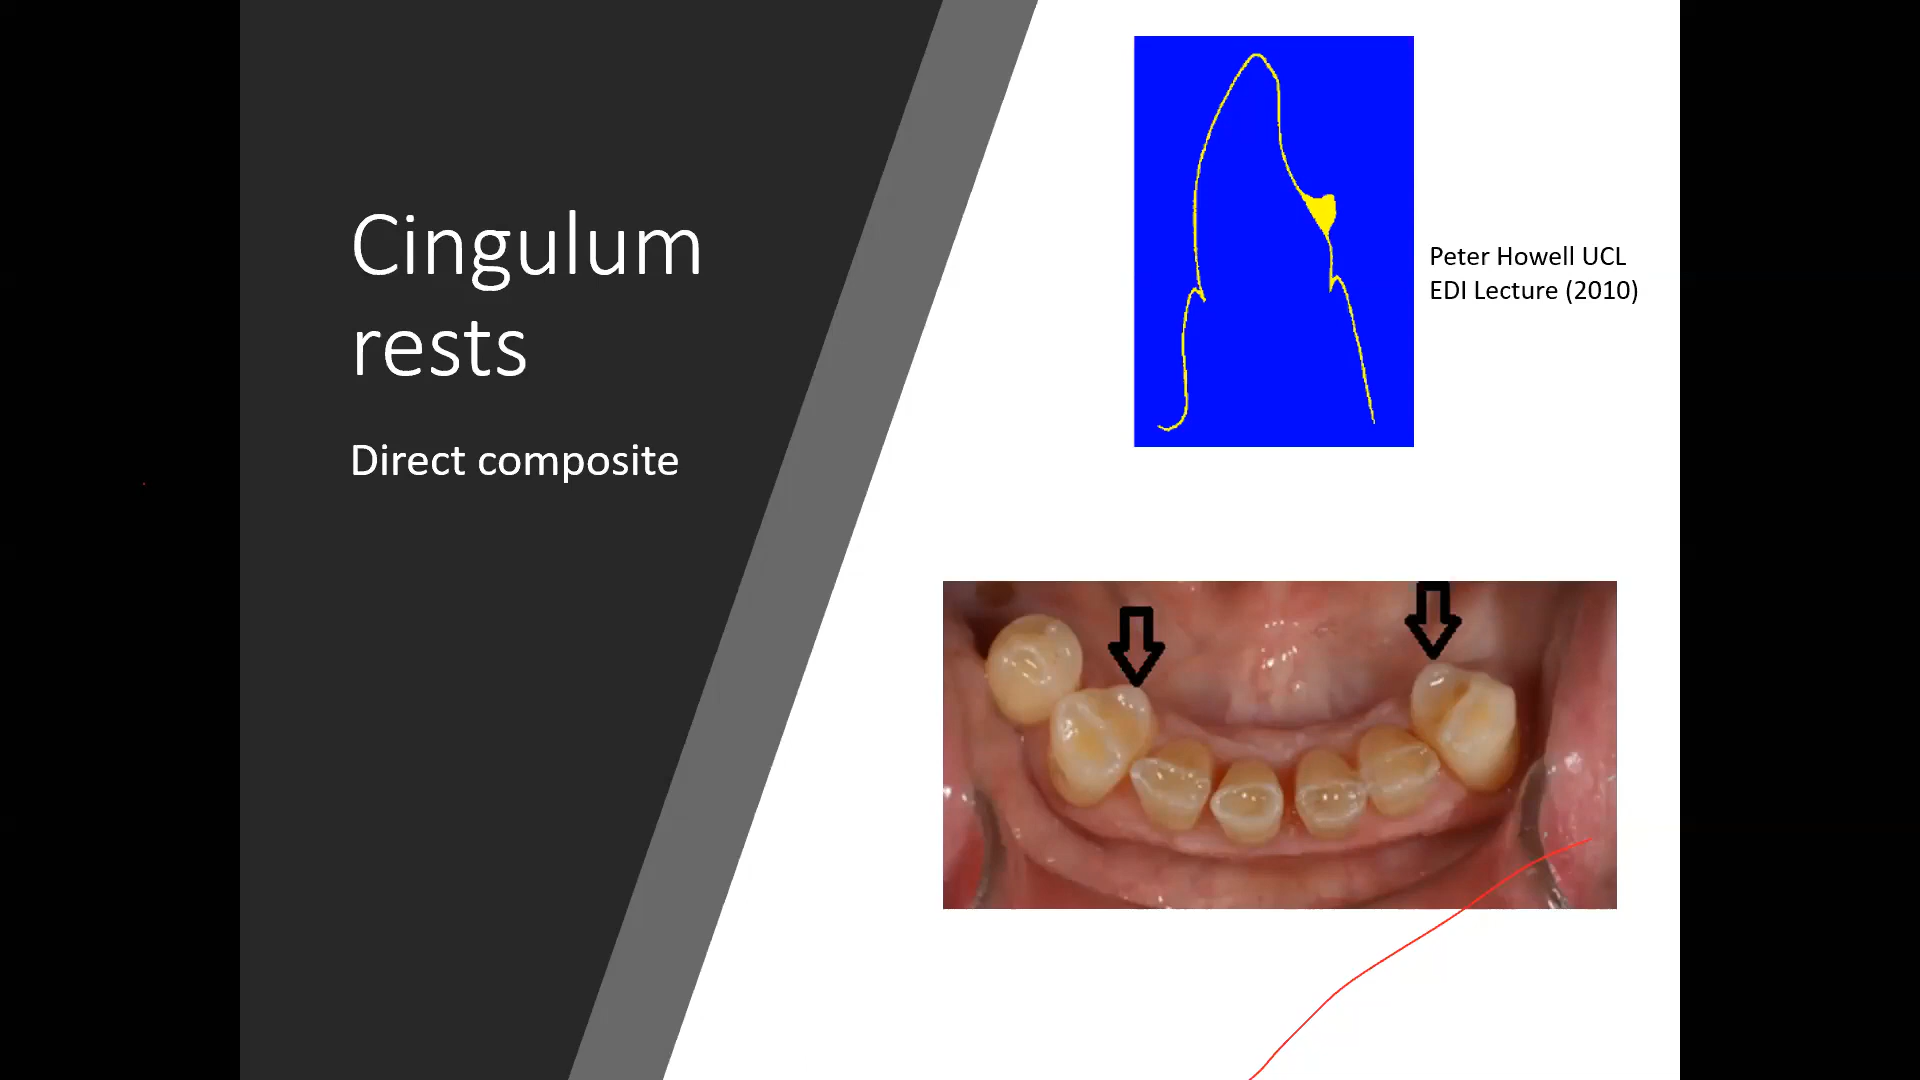 Cingulum
rests
Direct composite
Peter Howell UCL
EDI Lecture (2010)